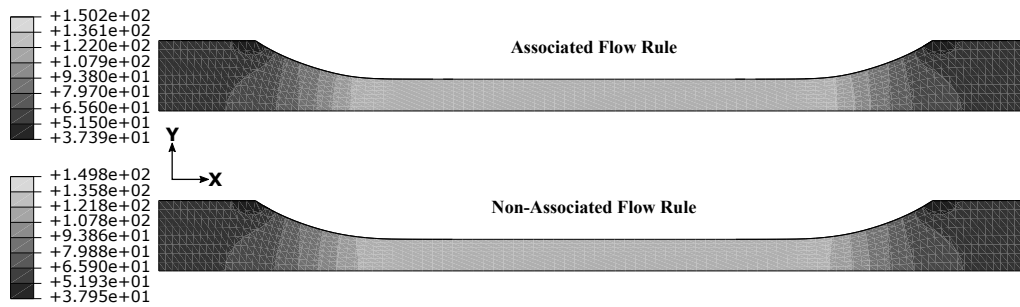 +1.502e+02
+1.361e+02
+1.220e+02
+1.079e+02
+9.380e+01
+7.970e+01
+6.560e+01
+5.150e+01
+3.739e+01
Associated Flow Rule
Y
X
+1.498e+02
+1.358e+02
+1.218e+02
+1.078e+02
+9.386e+01
+7.988e+01
+6.590e+01
+5.193e+01
+3.795e+01
Non-Associated Flow Rule